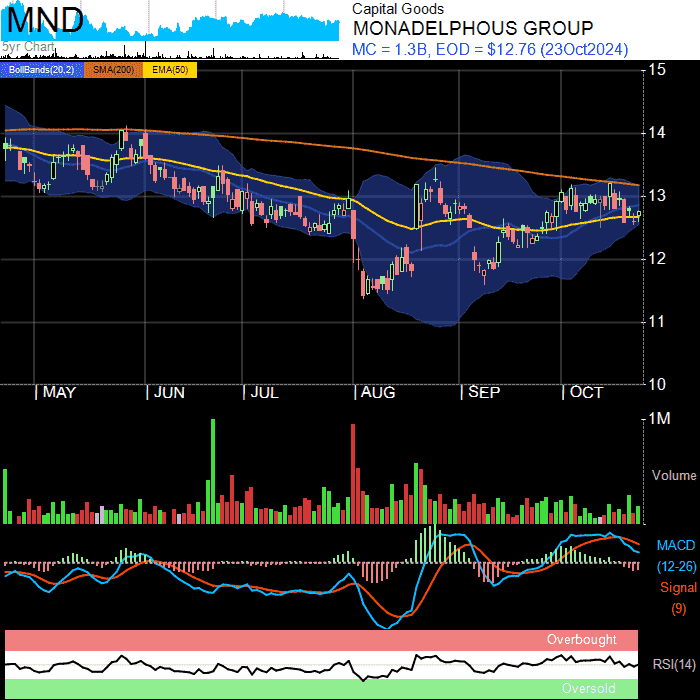 MND
5yr Chart
Capital Goods
MONADELPHOUS GROUP
MC = 1.3B, EOD = $12.76 (23Oct2024)
BollBands(20,2) SMA(200) EMA(50)
15
14
13
12
11
10
MAY JUN JUL AUG SEP OCT
1M
Volume
MACD
(12-26)
Signal
(9)
Overbought
RSI(14)
Oversold